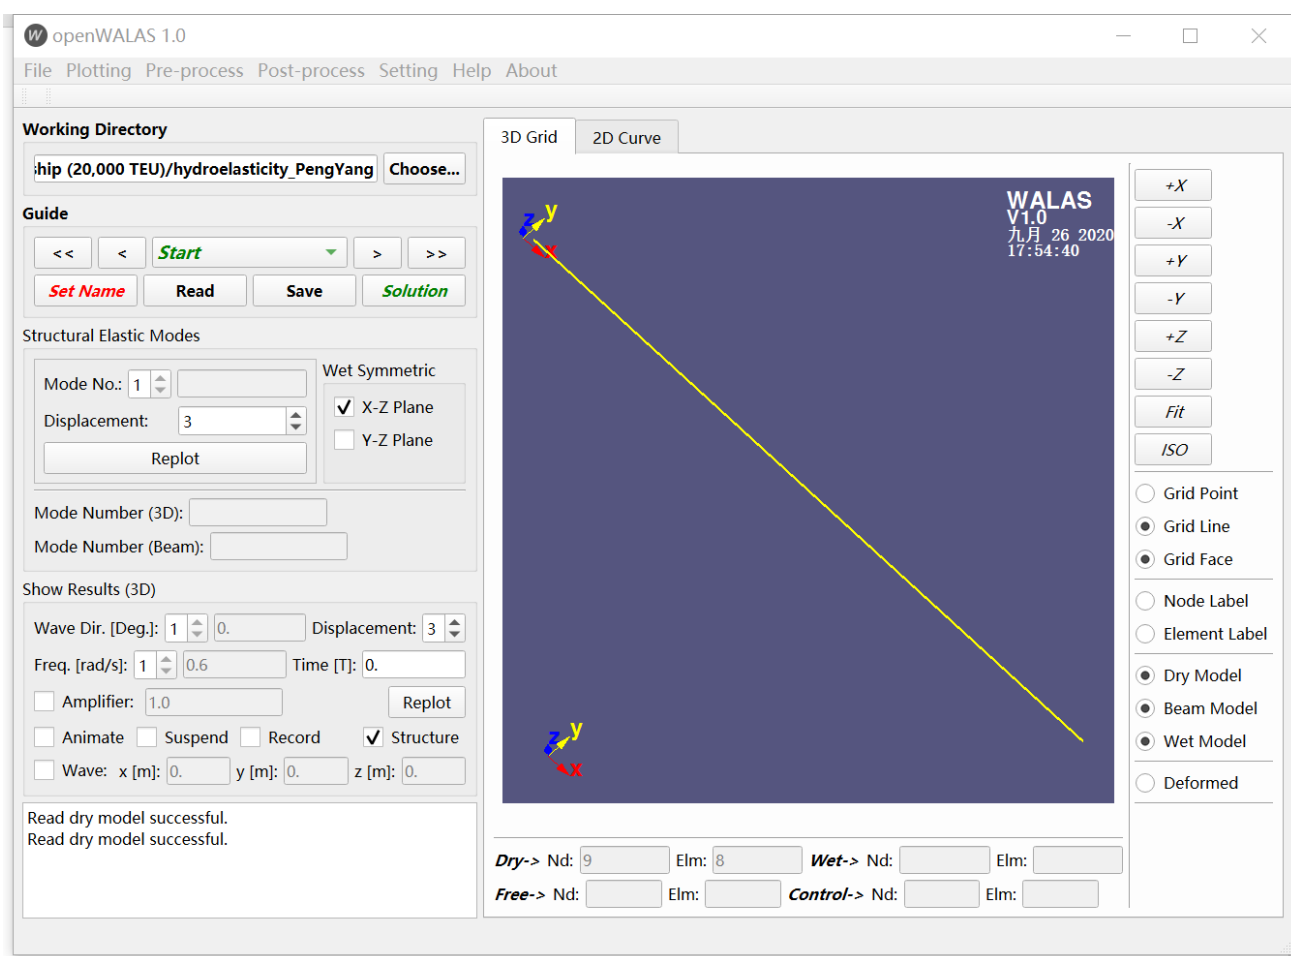 openWALAS 1.0
File Plotting Pre-process Post-process Setting Help About
Working Directory
ship (20,000 TEU)/hydroelasticity_PengYang Choose...
Guide
<< < Start > >>
Set Name Read Save Solution
Structural Elastic Modes
Mode No.: 1
Displacement: 3
Replot
Wet Symmetric
X-Z Plane
Y-Z Plane
Mode Number (3D):
Mode Number (Beam):
Show Results (3D)
Wave Dir. [Deg.]: 1 0. Displacement: 3
Freq. [rad/s]: 1 0.6 Time [T]: 0.
Amplifier: 1.0 Replot
Animate Suspend Record Structure
Wave: x [m]: 0. y [m]: 0. z [m]: 0.
Read dry model successful.
Read dry model successful.
3D Grid 2D Curve
WALAS
V1.0
九月 26 2020
17:54:40
z y
x
z y
x
+X
-X
+Y
-Y
+Z
-Z
Fit
ISO
Grid Point
Grid Line
Grid Face
Node Label
Element Label
Dry Model
Beam Model
Wet Model
Deformed
Dry-> Nd: 9 Elm: 8 Wet-> Nd: Elm:
Free-> Nd: Elm: Control-> Nd: Elm: